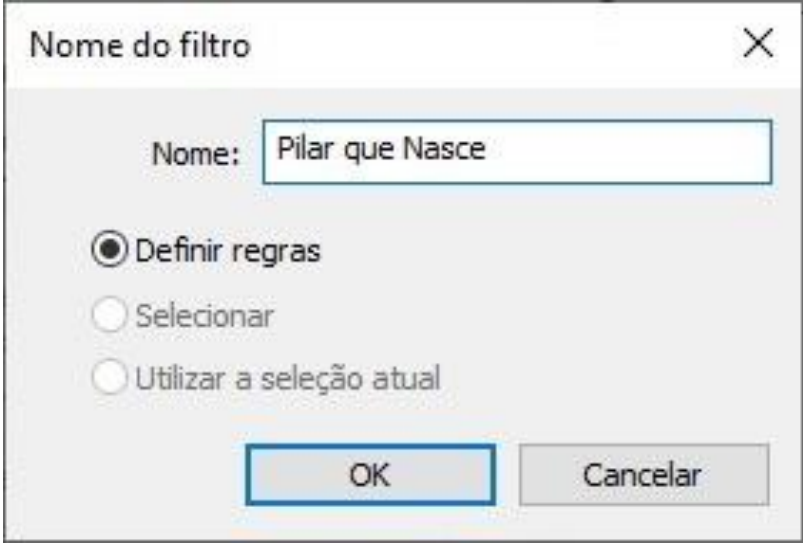 Nome do filtro
Nome: Pilar que Nasce
Definir regras
Selecionar
Utilizar a seleção atual
OK Cancelar